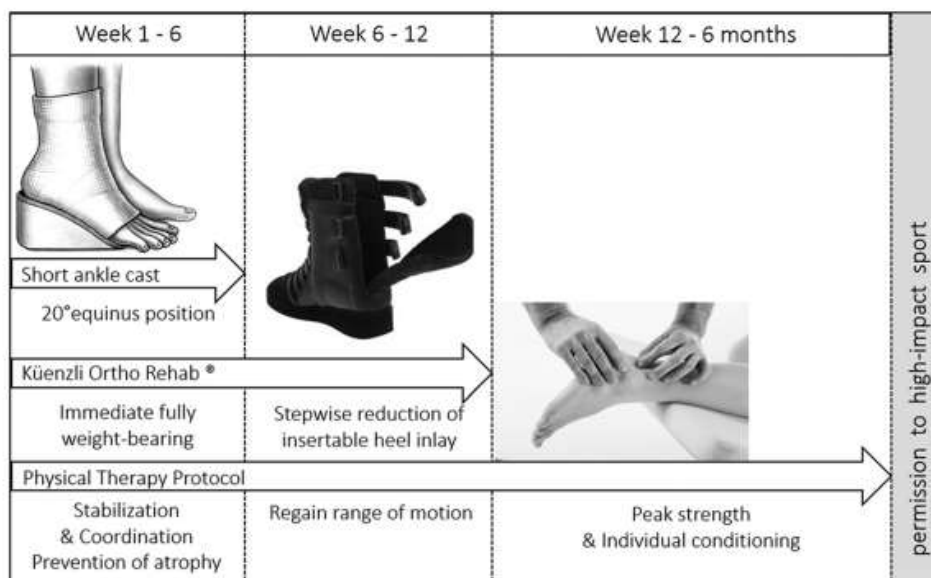 Week 1 - 6
Week 6 - 12
Week 12 - 6 months
Short ankle cast
20°equinus position
Küenzli Ortho Rehab ®
Immediate fully
weight-bearing
Stepwise reduction of
insertable heel inlay
Physical Therapy Protocol
Stabilization
& Coordination
Prevention of atrophy
Regain range of motion
Peak strength
& Individual conditioning
permission to high-impact sport